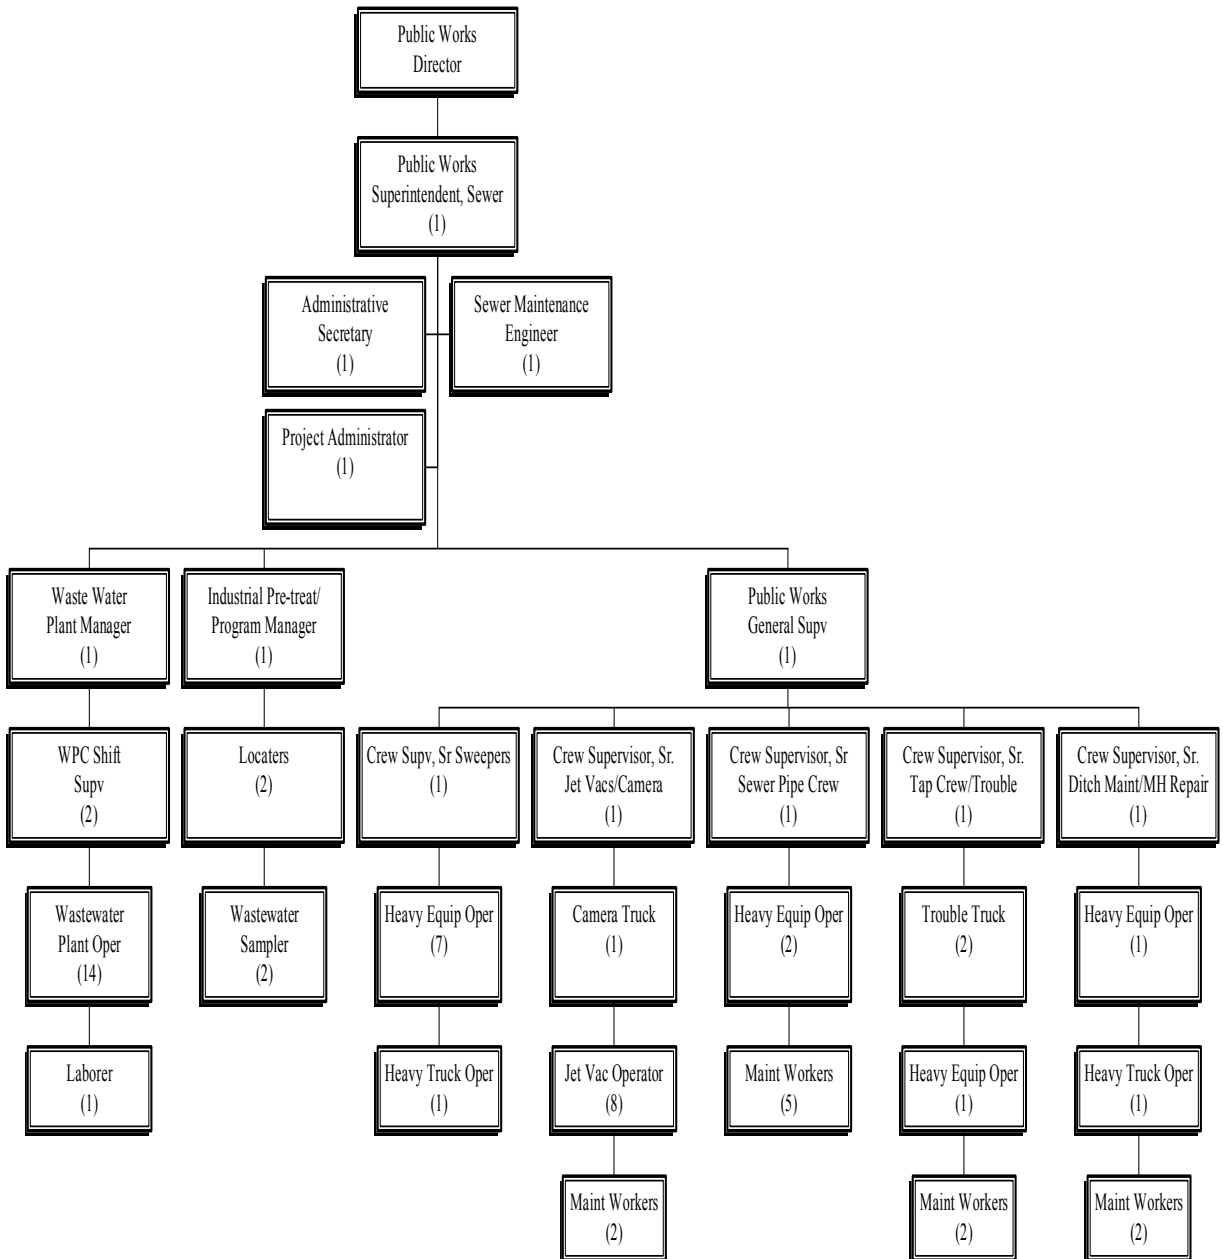 Public Works
Director
Public Works
Superintendent, Sewer
(1)
Administrative
Secretary
(1)
Sewer Maintenance
Engineer
(1)
Project Administrator
(1)
Waste Water
Plant Manager
(1)
Industrial Pre-treat/
Program Manager
(1)
Public Works
General Supv
(1)
WPC Shift
Supv
(2)
Locaters
(2)
Crew Supv, Sr Sweepers
(1)
Crew Supervisor, Sr.
Jet Vacs/Camera
(1)
Crew Supervisor, Sr
Sewer Pipe Crew
(1)
Crew Supervisor, Sr.
Tap Crew/Trouble
(1)
Crew Supervisor, Sr.
Ditch Maint/MH Repair
(1)
Wastewater
Plant Oper
(14)
Wastewater
Sampler
(2)
Heavy Equip Oper
(7)
Camera Truck
(1)
Heavy Equip Oper
(2)
Trouble Truck
(2)
Heavy Equip Oper
(1)
Laborer
(1)
Heavy Truck Oper
(1)
Jet Vac Operator
(8)
Maint Workers
(5)
Heavy Equip Oper
(1)
Heavy Truck Oper
(1)
Maint Workers
(2)
Maint Workers
(2)
Maint Workers
(2)